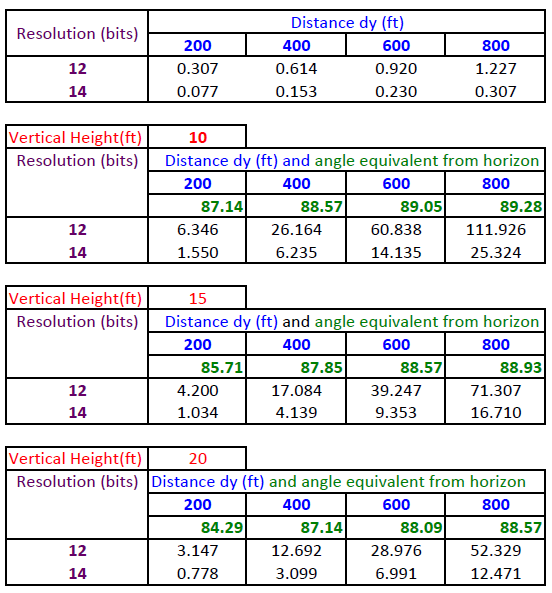 Resolution (bits) Distance dy (ft)
200 400 600 800
12 0.307 0.614 0.920 1.227
14 0.077 0.153 0.230 0.307
Vertical Height(ft) 10
Resolution (bits) Distance dy (ft) and angle equivalent from horizon
200 400 600 800
87.14 88.57 89.05 89.28
12 6.346 26.164 60.838 111.926
14 1.550 6.235 14.135 25.324
Vertical Height(ft) 15
Resolution (bits) Distance dy (ft) and angle equivalent from horizon
200 400 600 800
85.71 87.85 88.57 88.93
12 4.200 17.084 39.247 71.307
14 1.034 4.139 9.353 16.710
Vertical Height(ft) 20
Resolution (bits) Distance dy (ft) and angle equivalent from horizon
200 400 600 800
84.29 87.14 88.09 88.57
12 3.147 12.692 28.976 52.329
14 0.778 3.099 6.991 12.471